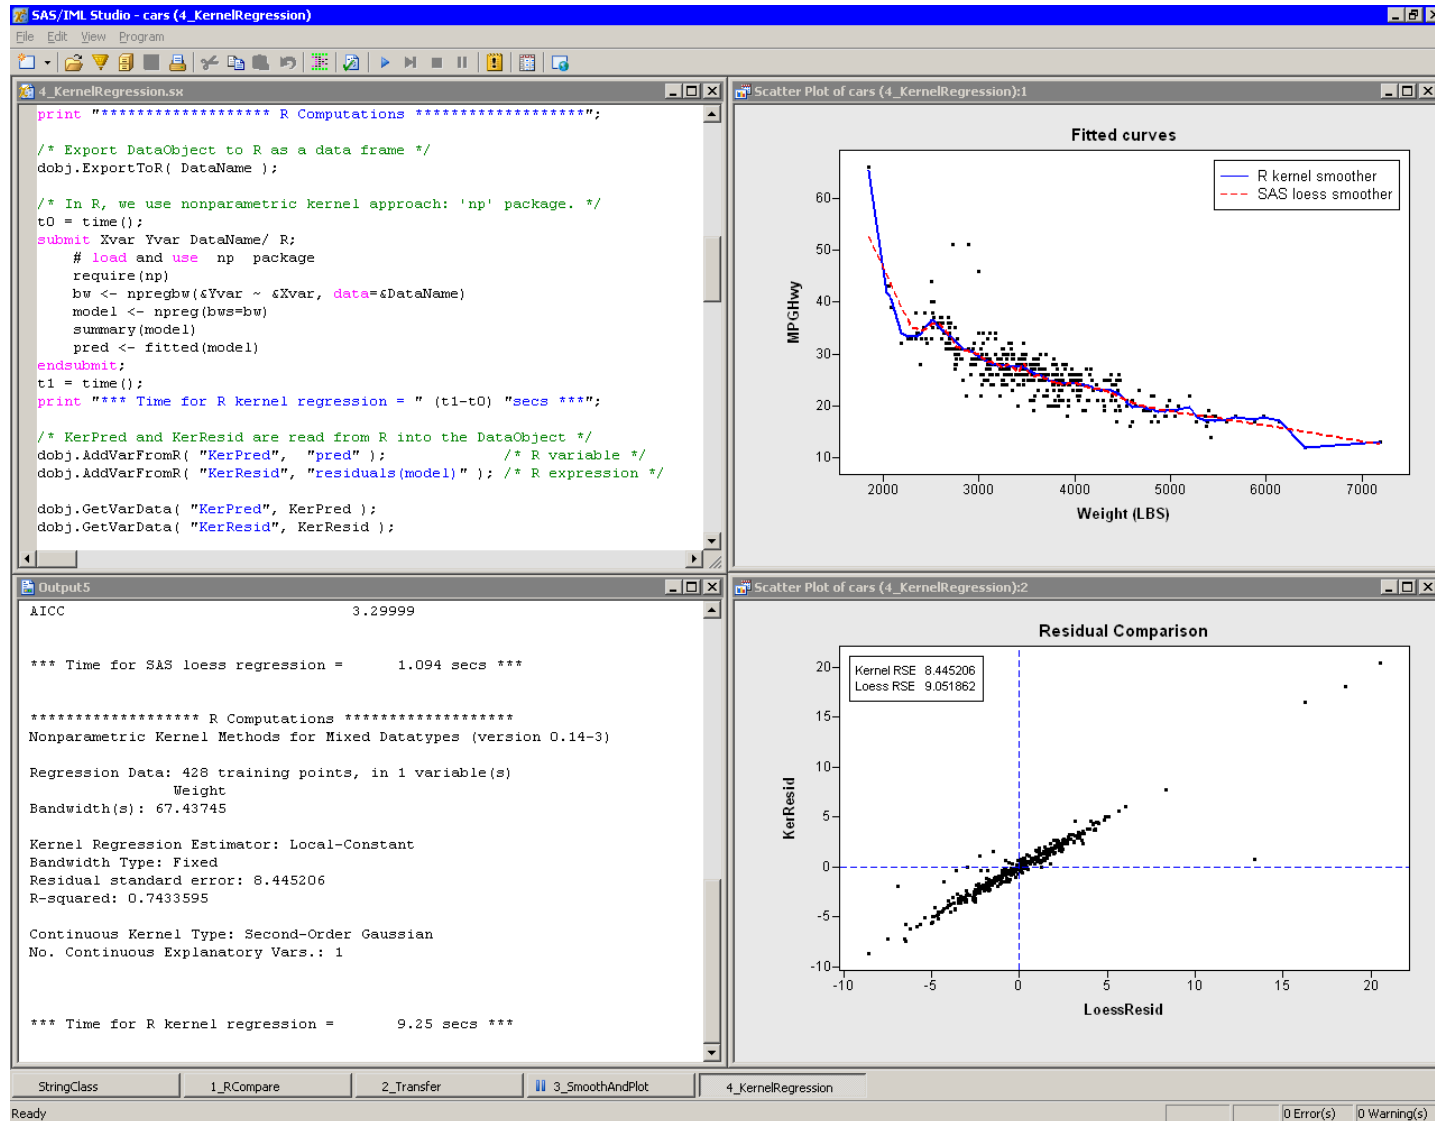 SAS/IML Studio - cars (4_KernelRegression)
File Edit View Program
4_KernelRegression.sx
print "******************* R Computations *******************";
/* Export DataObject to R as a data frame */
dobj.ExportToR( DataName );
/* In R, we use nonparametric kernel approach: 'np' package. */
t0 = time();
submit Xvar Yvar DataName/ R;
# load and use np package
require(np)
bw <- npregbw(&Yvar ~ &Xvar, data=&DataName)
model <- npreg(bws=bw)
summary(model)
pred <- fitted(model)
endsubmit;
t1 = time();
print "*** Time for R kernel regression = " (t1-t0) "secs ***";
/* KerPred and KerResid are read from R into the DataObject */
dobj.AddVarFromR( "KerPred", "pred" ); /* R variable */
dobj.AddVarFromR( "KerResid", "residuals(model)" ); /* R expression */
dobj.GetVarData( "KerPred", KerPred );
dobj.GetVarData( "KerResid", KerResid );
Scatter Plot of cars (4_KernelRegression):1
Fitted curves
R kernel smoother
SAS loess smoother
60
50
40
30
20
10
MPGHwy
2000 3000 4000 5000 6000 7000
Weight (LBS)
Output5
AICC 3.29999
*** Time for SAS loess regression = 1.094 secs ***
******************* R Computations *******************
Nonparametric Kernel Methods for Mixed Datatypes (version 0.14-3)
Regression Data: 428 training points, in 1 variable(s)
Weight
Bandwidth(s): 67.43745
Kernel Regression Estimator: Local-Constant
Bandwidth Type: Fixed
Residual standard error: 8.445206
R-squared: 0.7433595
Continuous Kernel Type: Second-Order Gaussian
No. Continuous Explanatory Vars.: 1
*** Time for R kernel regression = 9.25 secs ***
Scatter Plot of cars (4_KernelRegression):2
Residual Comparison
Kernel RSE 8.445206
Loess RSE 9.051862
20
15
10
5
0
-5
-10
KerResid
-10 -5 0 5 10 15 20
LoessResid
StringClass 1_RCompare 2_Transfer 3_SmoothAndPlot 4_KernelRegression
Ready 0 Error(s) 0 Warning(s)